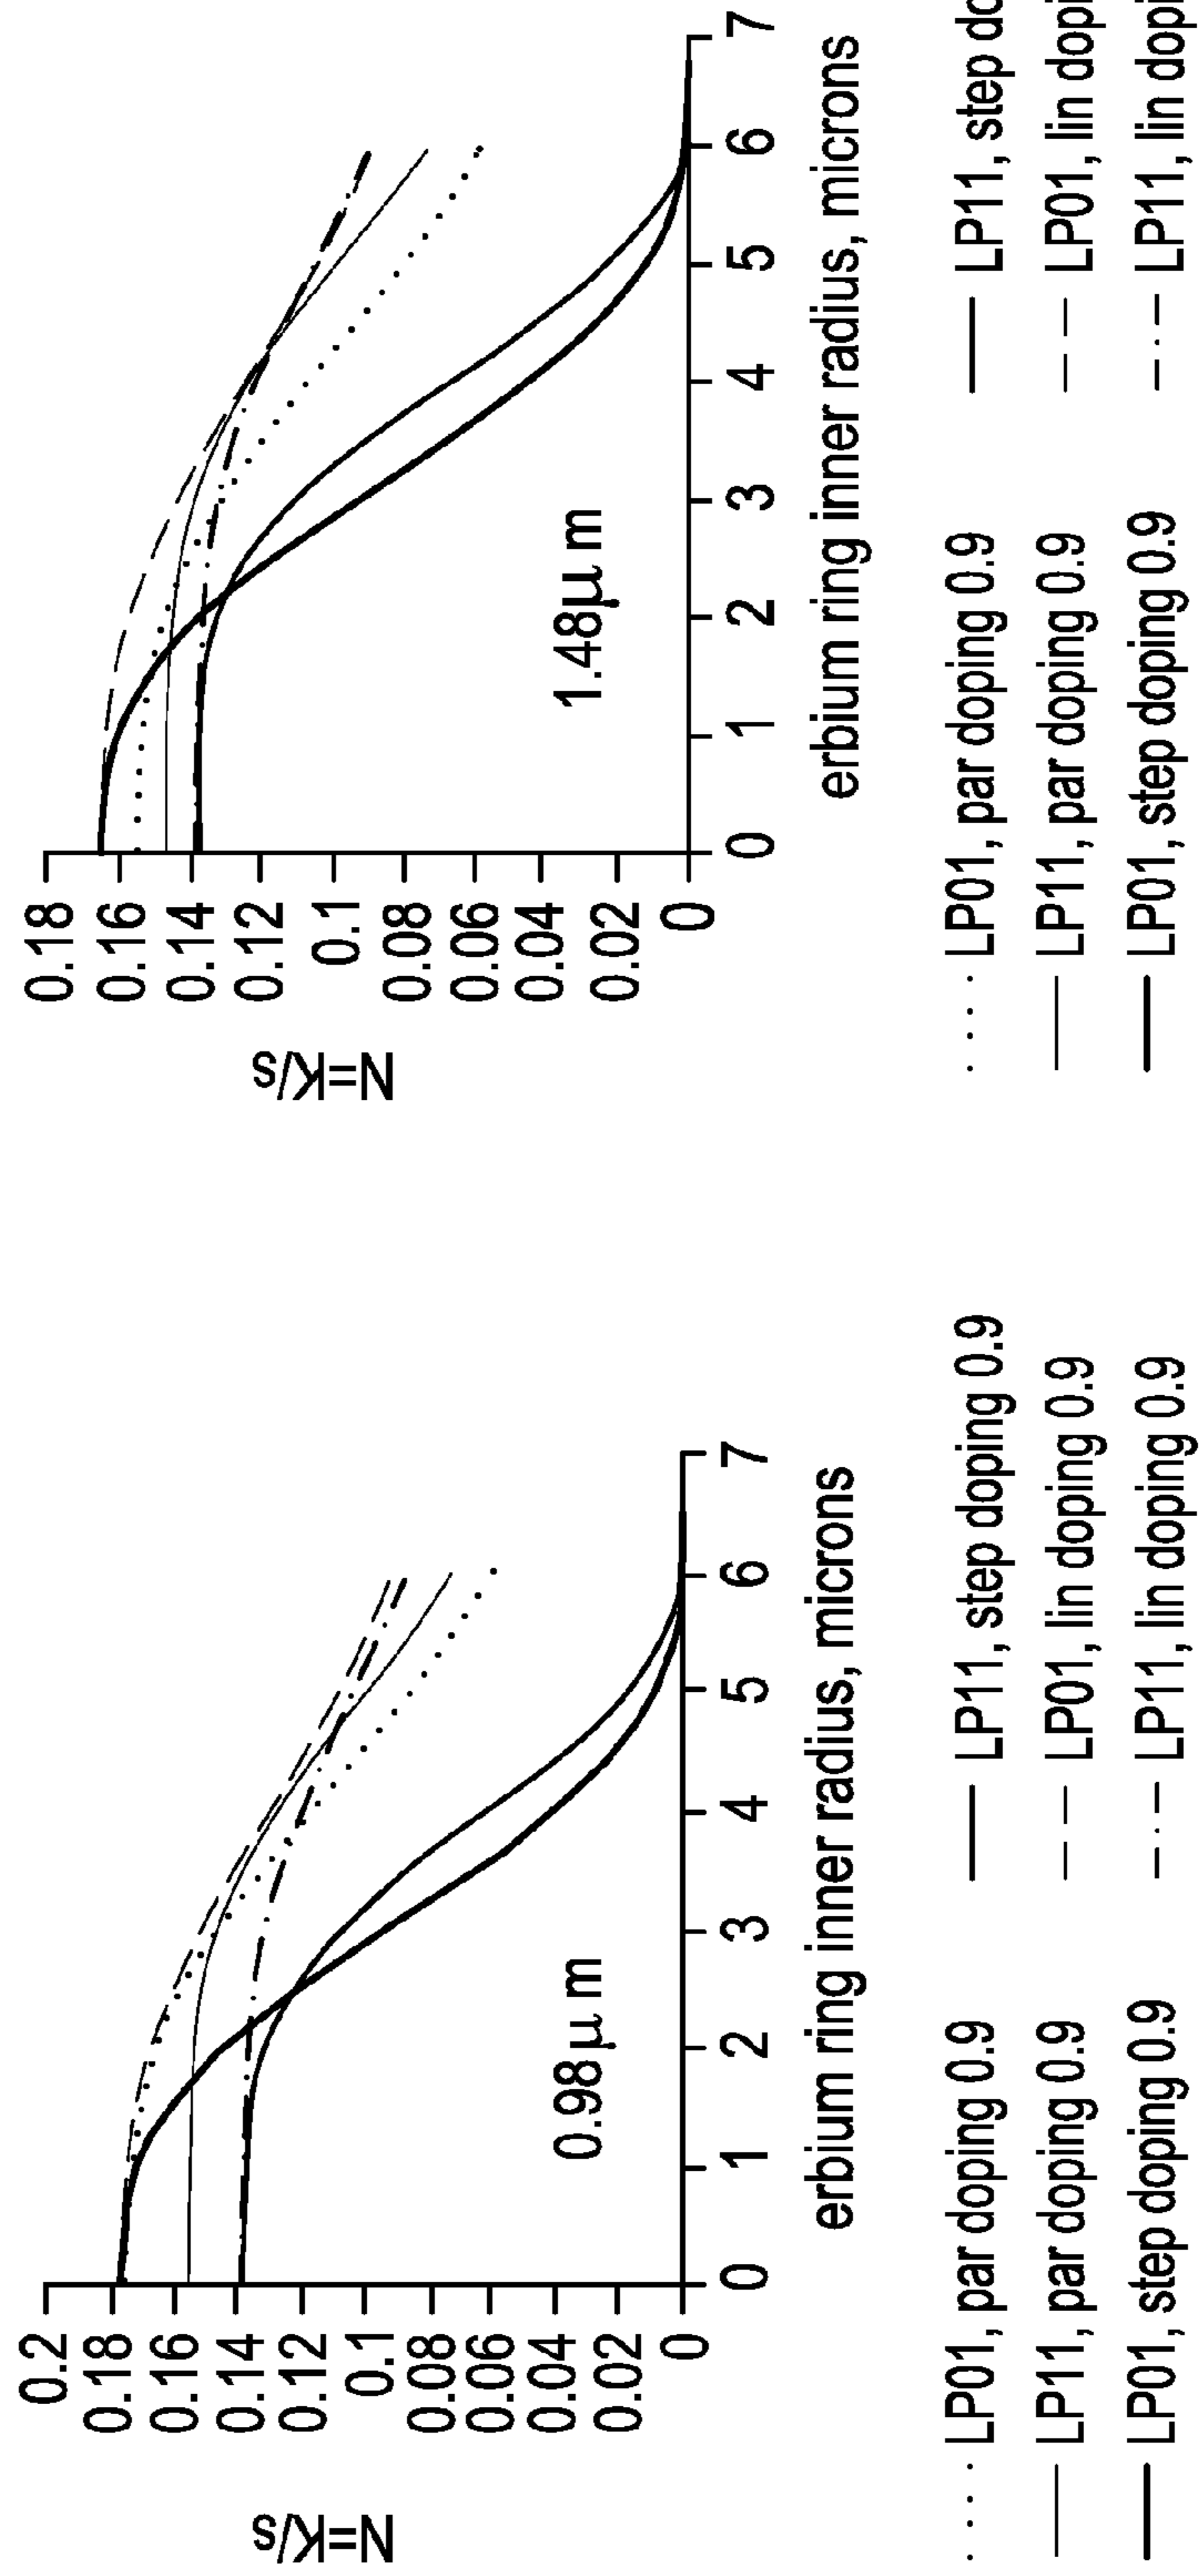 N=K/s
0.2
0.18
0.16
0.14
0.12
0.1
0.08
0.06
0.04
0.02
0
0.98μ m
0 1 2 3 4 5 6 7
erbium ring inner radius, microns
LP01, par doping 0.9
LP11, step doping 0.9
LP11, par doping 0.9
LP01, lin doping 0.9
LP01, step doping 0.9
LP11, lin doping 0.9
N=K/s
0.18
0.16
0.14
0.12
0.1
0.08
0.06
0.04
0.02
0
1.48μ m
0 1 2 3 4 5 6 7
erbium ring inner radius, microns
LP01, par doping 0.9
LP11, step
LP11, par doping 0.9
LP01, lin
LP01, step doping 0.9
LP11, lin